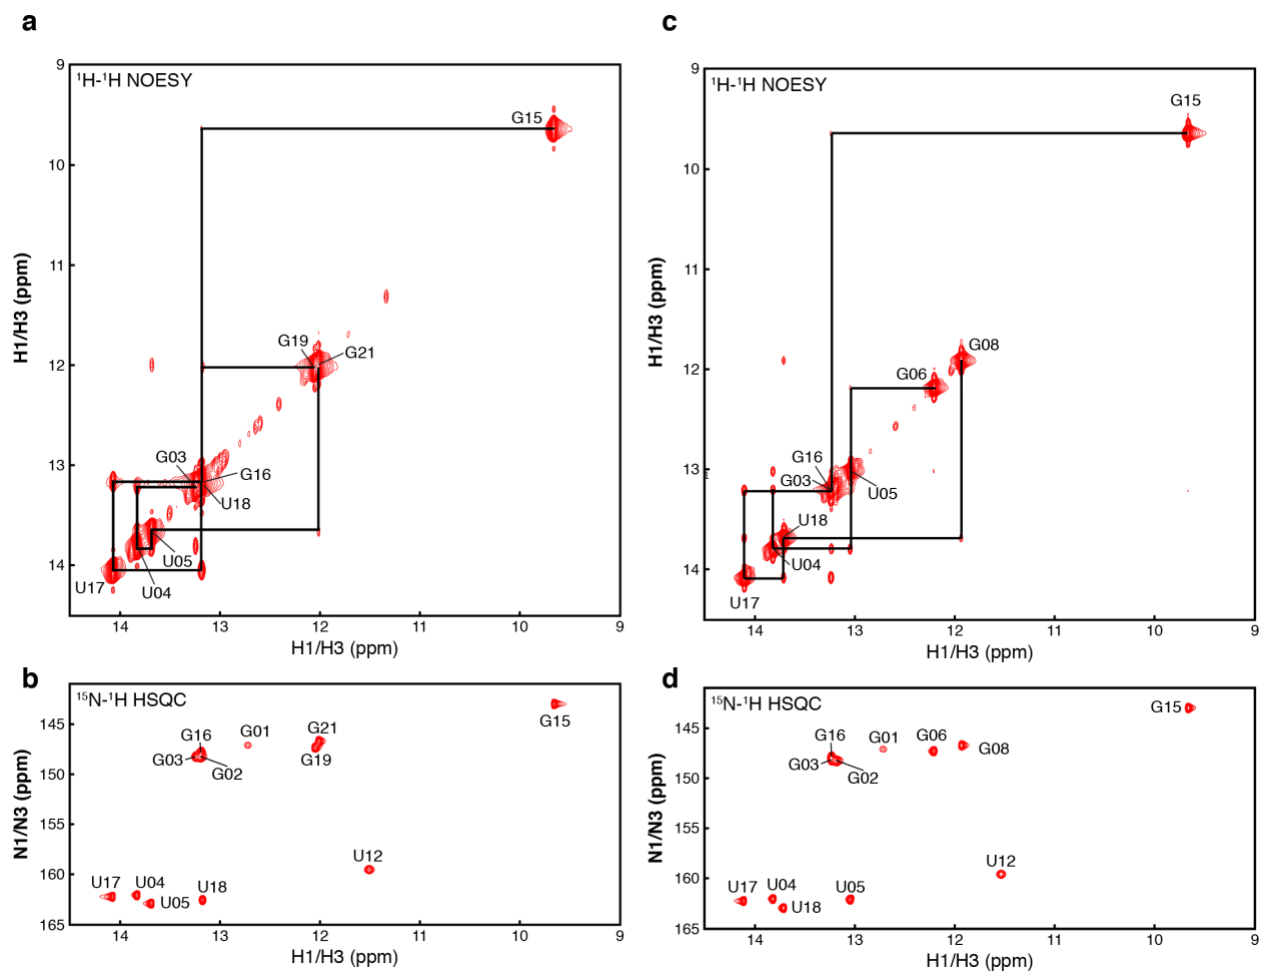 a
¹H-¹H NOESY
9
10
11
12
13
14
H1/H3 (ppm)
G15
G19
G21
G03
G16
U18
U05
U17
U04
14
13
12
11
10
9
H1/H3 (ppm)
b
¹⁵N-¹H HSQC
145
150
155
160
165
N1/N3 (ppm)
G16
G01
G21
G15
G03
G02
G19
U12
U17
U04
U18
U05
14
13
12
11
10
9
H1/H3 (ppm)
c
¹H-¹H NOESY
9
10
11
12
13
14
H1/H3 (ppm)
G15
G08
G06
G16
G03
U05
U18
U04
U17
14
13
12
11
10
9
H1/H3 (ppm)
d
¹⁵N-¹H HSQC
145
150
155
160
165
N1/N3 (ppm)
G15
G16
G01
G06
G08
G03
G02
U12
U17
U04
U05
U18
14
13
12
11
10
9
H1/H3 (ppm)